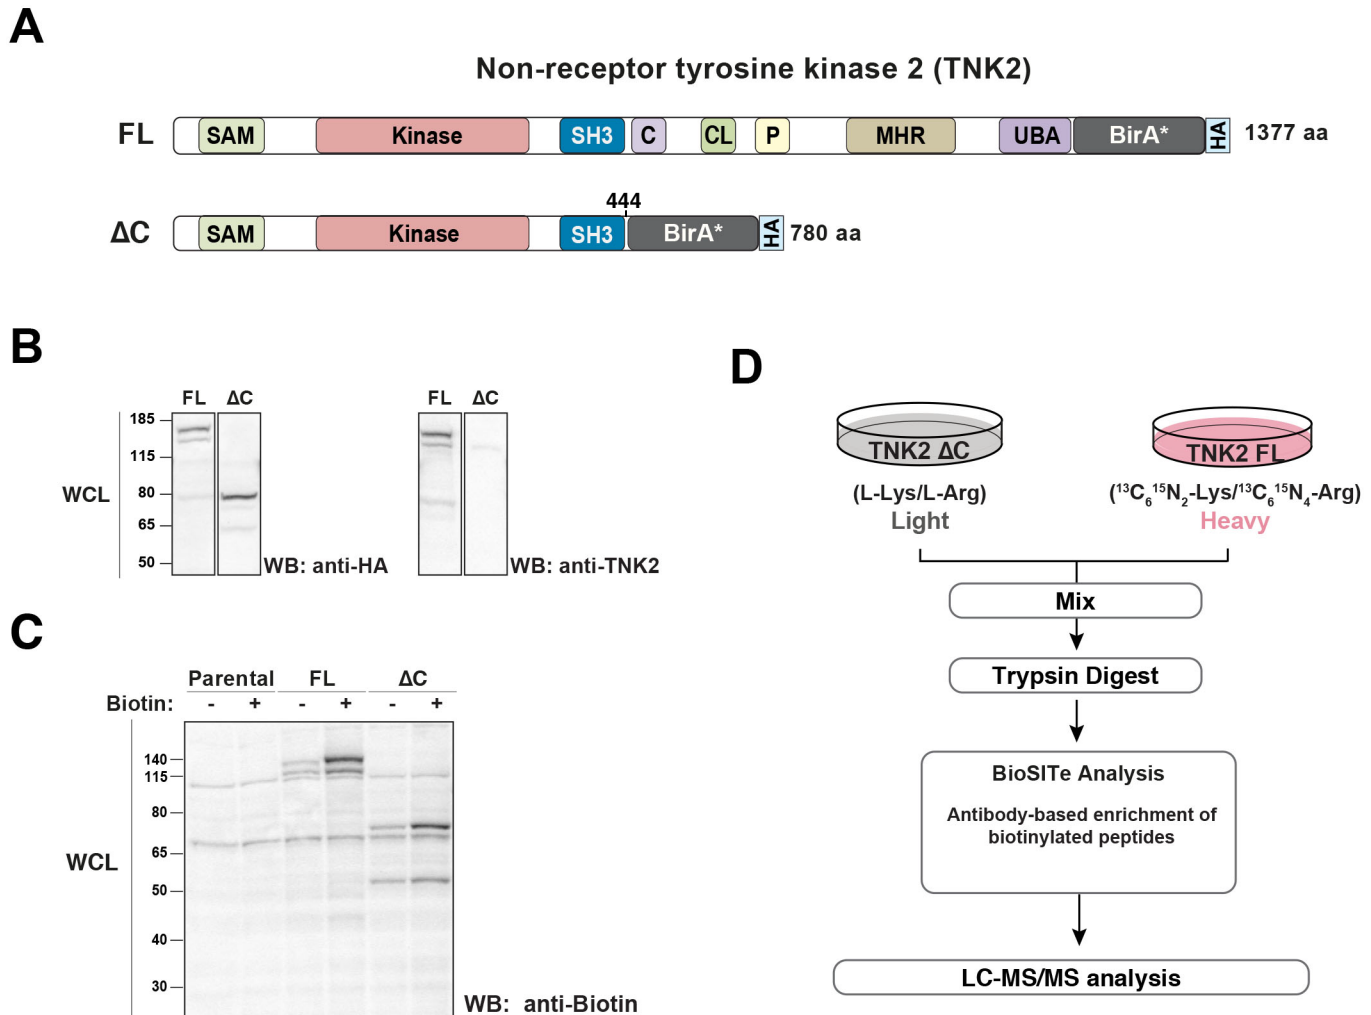 A
Non-receptor tyrosine kinase 2 (TNK2)
FL SAM Kinase SH3 C CL P MHR UBA BirA* HA 1377 aa
444
ΔC SAM Kinase SH3 BirA* HA 780 aa
B
FL ΔC
185
115
WCL 80
65
50
WB: anti-HA
FL ΔC
WB: anti-TNK2
C
Parental FL ΔC
Biotin: - + - + - +
140
115
80
WCL 65
50
40
30
WB: anti-Biotin
D
TNK2 ΔC TNK2 FL
(L-Lys/L-Arg) (¹³C₆¹⁵N₂-Lys/¹³C₆¹⁵N₄-Arg)
Light Heavy
Mix
Trypsin Digest
BioSITe Analysis
Antibody-based enrichment of
biotinylated peptides
LC-MS/MS analysis